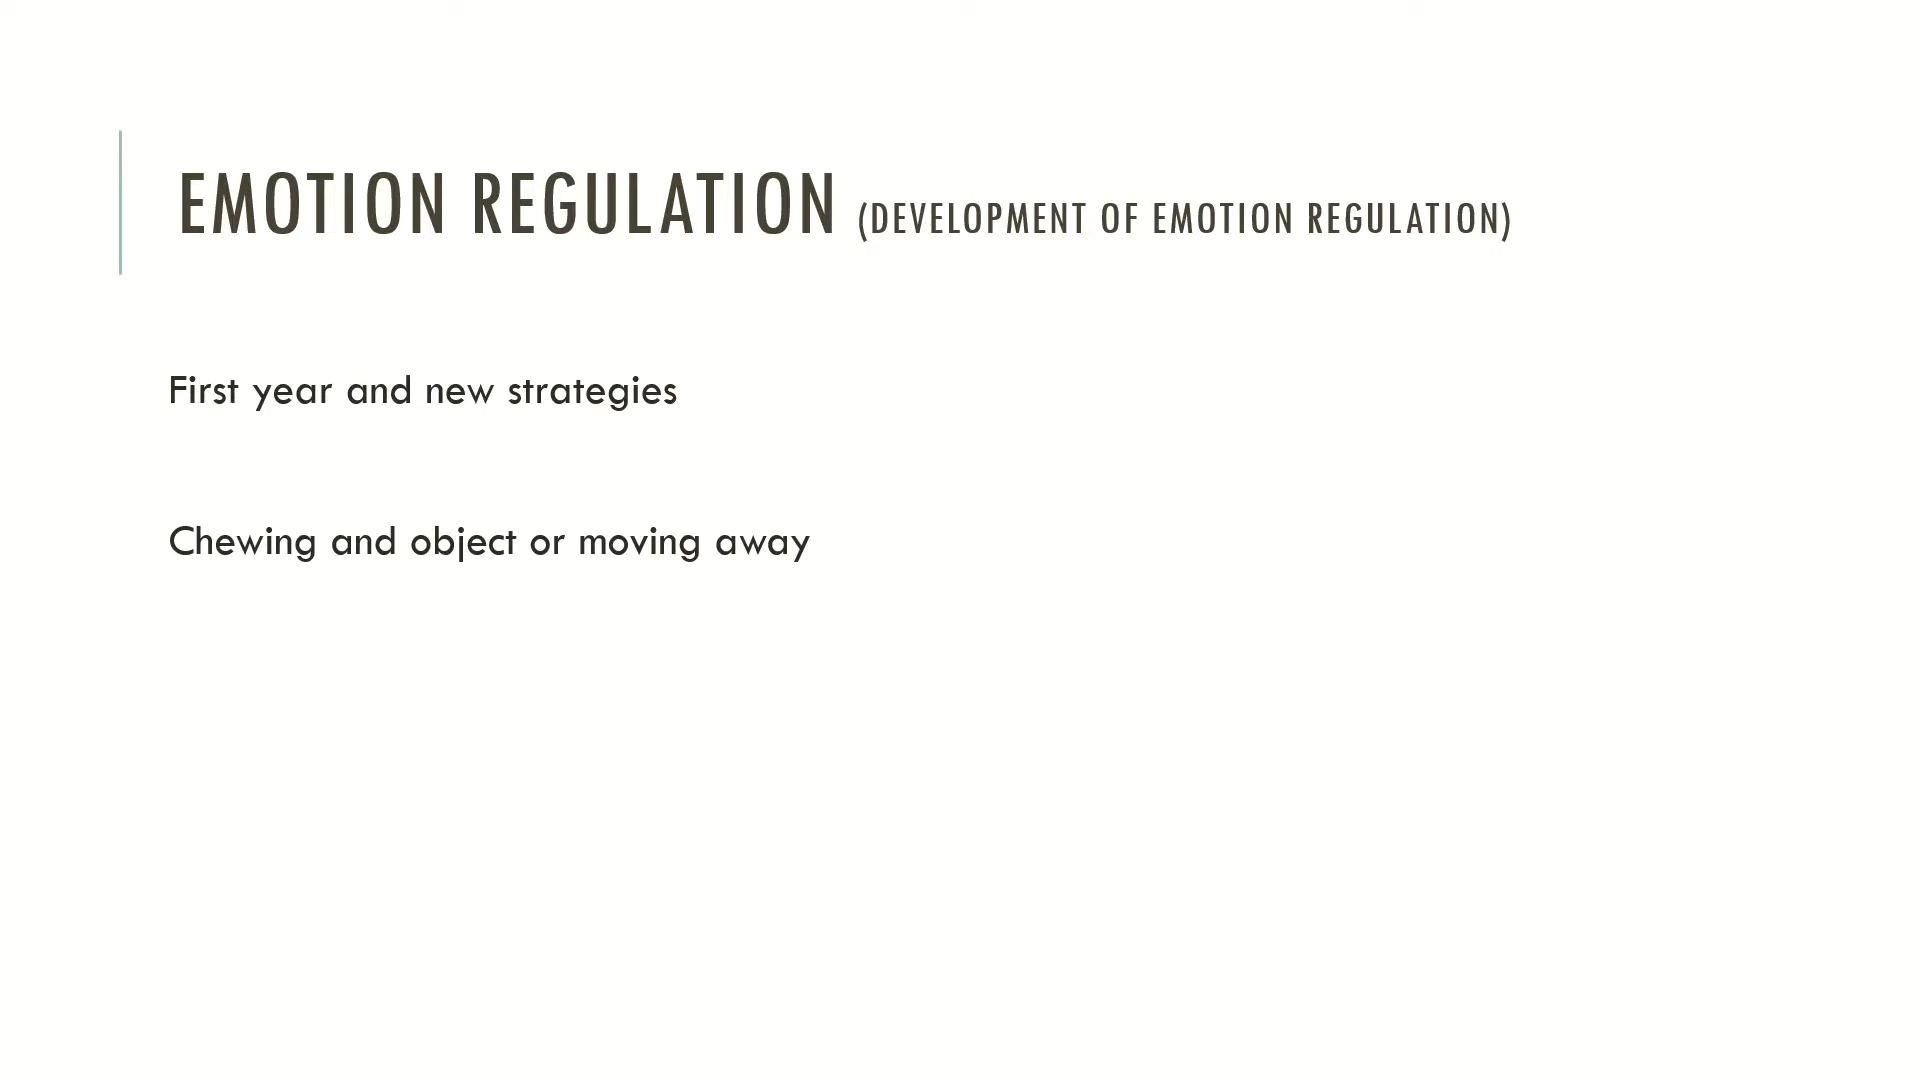 EMOTION REGULATION (DEVELOPMENT OF EMOTION REGULATION)
First year and new strategies
Chewing and object or moving away